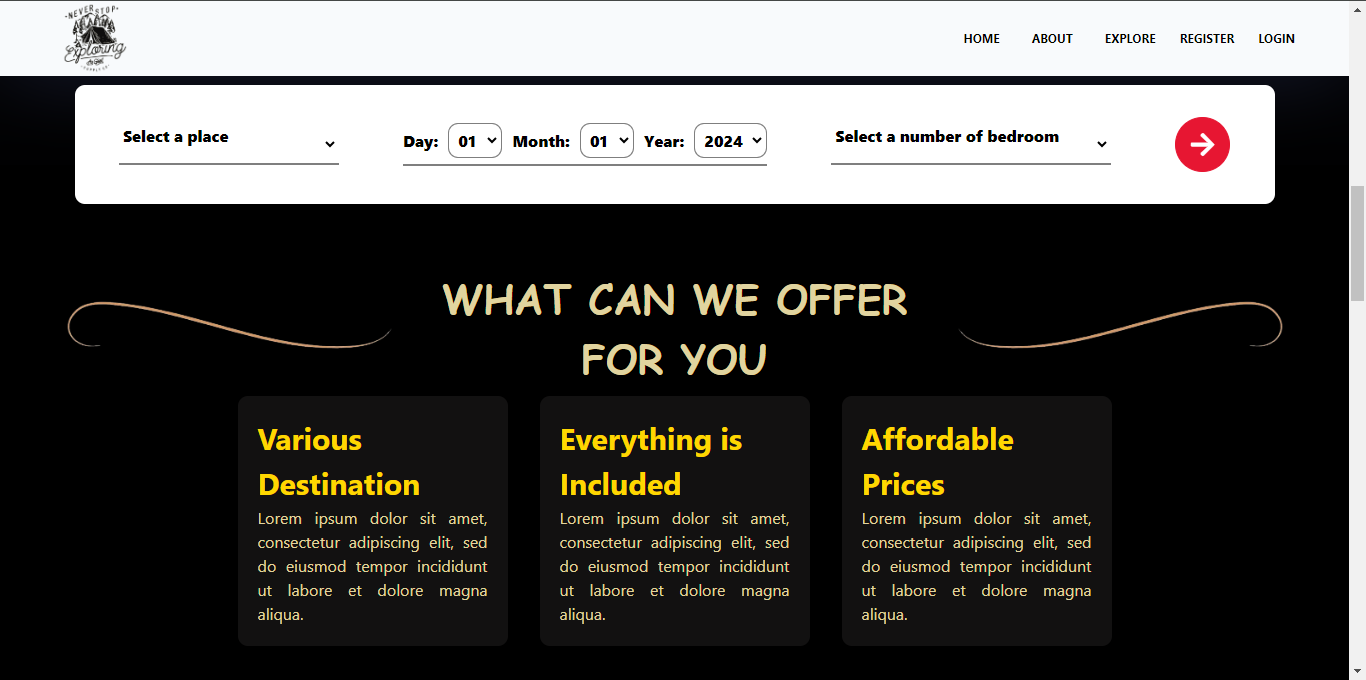 NEVER STOP
Exploring
HOME ABOUT EXPLORE REGISTER LOGIN
Select a place
Day: 01 Month: 01 Year: 2024
Select a number of bedroom
WHAT CAN WE OFFER
FOR YOU
Various
Destination
Lorem ipsum dolor sit amet,
consectetur adipiscing elit, sed
do eiusmod tempor incididunt
ut labore et dolore magna
aliqua.
Everything is
Included
Lorem ipsum dolor sit amet,
consectetur adipiscing elit, sed
do eiusmod tempor incididunt
ut labore et dolore magna
aliqua.
Affordable
Prices
Lorem ipsum dolor sit amet,
consectetur adipiscing elit, sed
do eiusmod tempor incididunt
ut labore et dolore magna
aliqua.